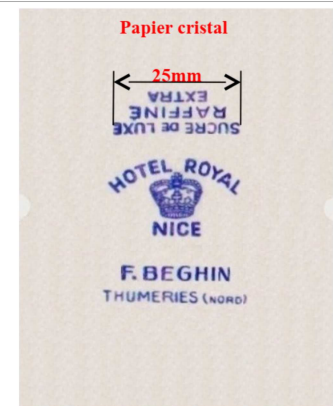 Papier cristal
25mm
EXTRA
RAFFINE
SUCRE DE LUXE
HOTEL ROYAL
NICE
F. BEGHIN
THUMERIES (NORD)